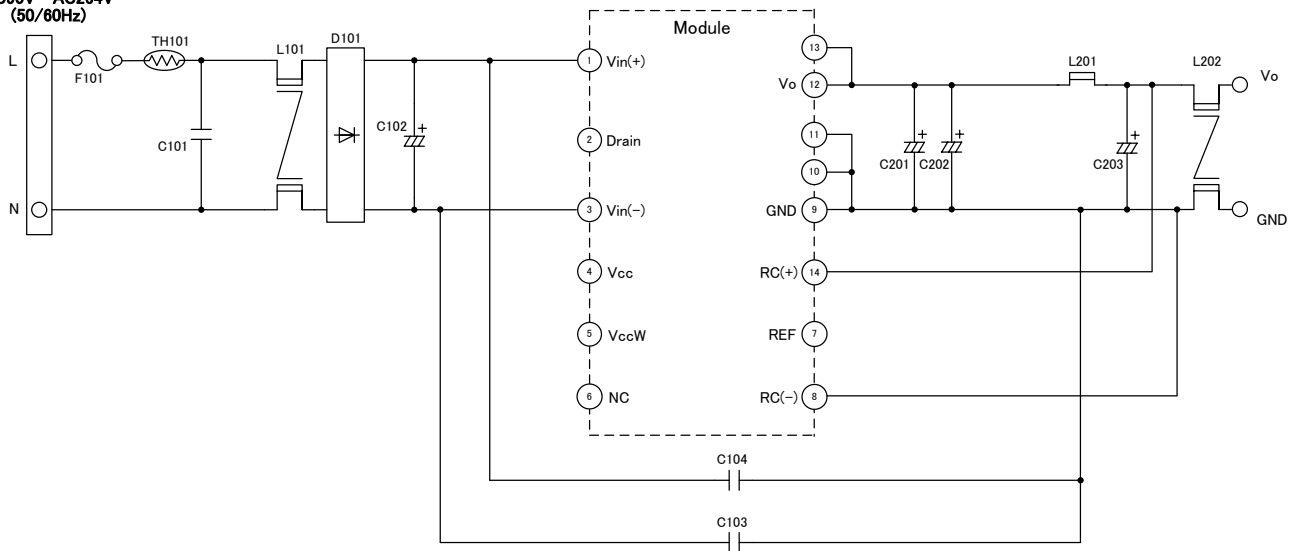 (50/60Hz)
L
F101
TH101
C101
N
L101
D101
C102
+
Module
1
Vin(+)
2
Drain
3
Vin(-)
4
Vcc
5
VccW
6
NC
13
Vo
12
11
10
GND
9
RC(+)
14
REF
7
RC(-)
8
C201
+
C202
+
L201
C203
+
L202
Vo
GND
C104
C103